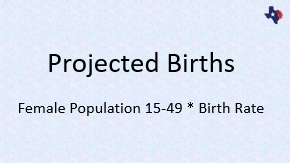 Projected Births
Female Population 15-49 * Birth Rate